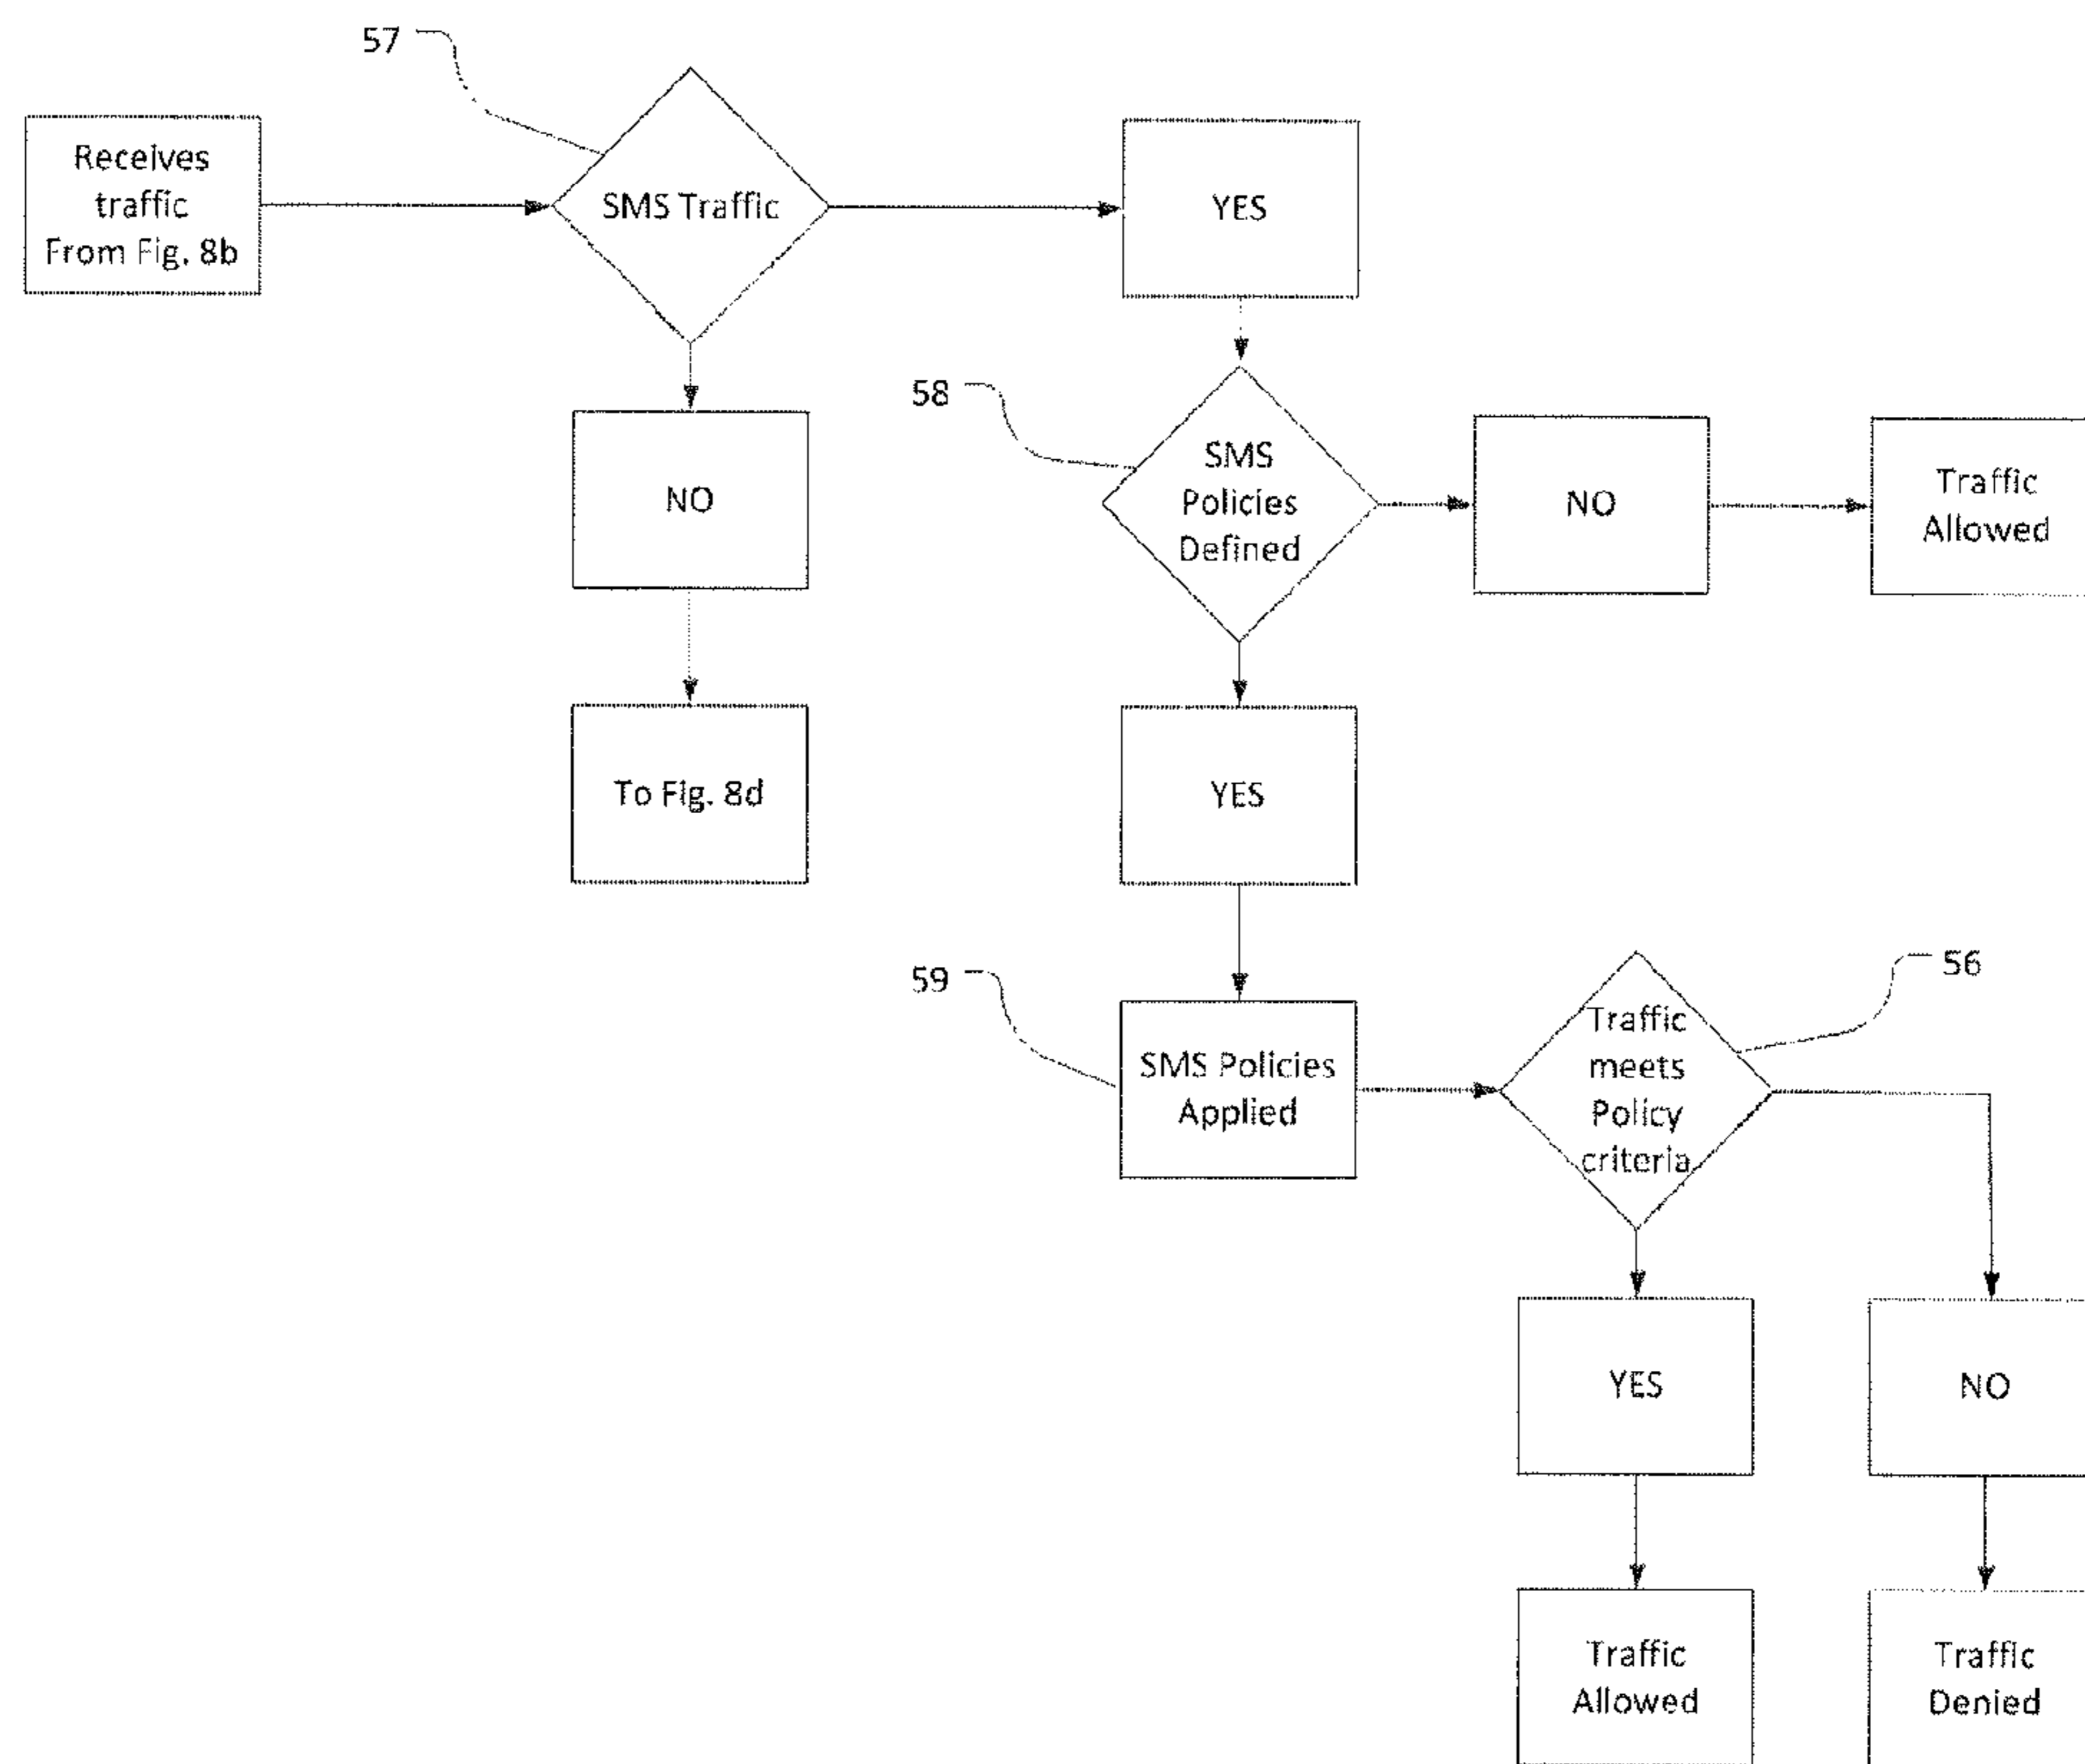 57
Receives
traffic
From Fig. 8b
SMS Traffic
YES
58
SMS
Policies
Defined
NO
Traffic
Allowed
NO
To Fig. 8d
YES
59
SMS Policies
Applied
56
Traffic
meets
Policy
criteria
YES
NO
Traffic
Allowed
Traffic
Denied